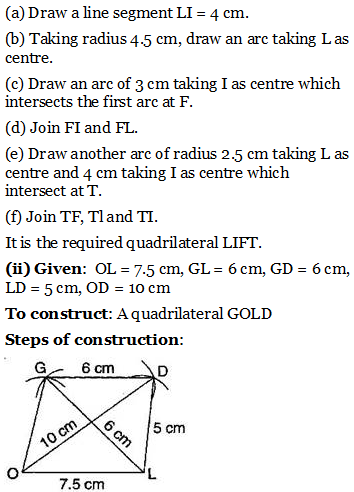 (a) Draw a line segment LI = 4 cm.
(b) Taking radius 4.5 cm, draw an arc taking L as
centre.
(c) Draw an arc of 3 cm taking I as centre which
intersects the first arc at F.
(d) Join FI and FL.
(e) Draw another arc of radius 2.5 cm taking L as
centre and 4 cm taking I as centre which
intersect at T.
(f) Join TF, Tl and TI.
It is the required quadrilateral LIFT.
(ii) Given: OL = 7.5 cm, GL = 6 cm, GD = 6 cm,
LD = 5 cm, OD = 10 cm
To construct: A quadrilateral GOLD
Steps of construction:
G 6 cm D
10 cm 6 cm 5 cm
O L
7.5 cm